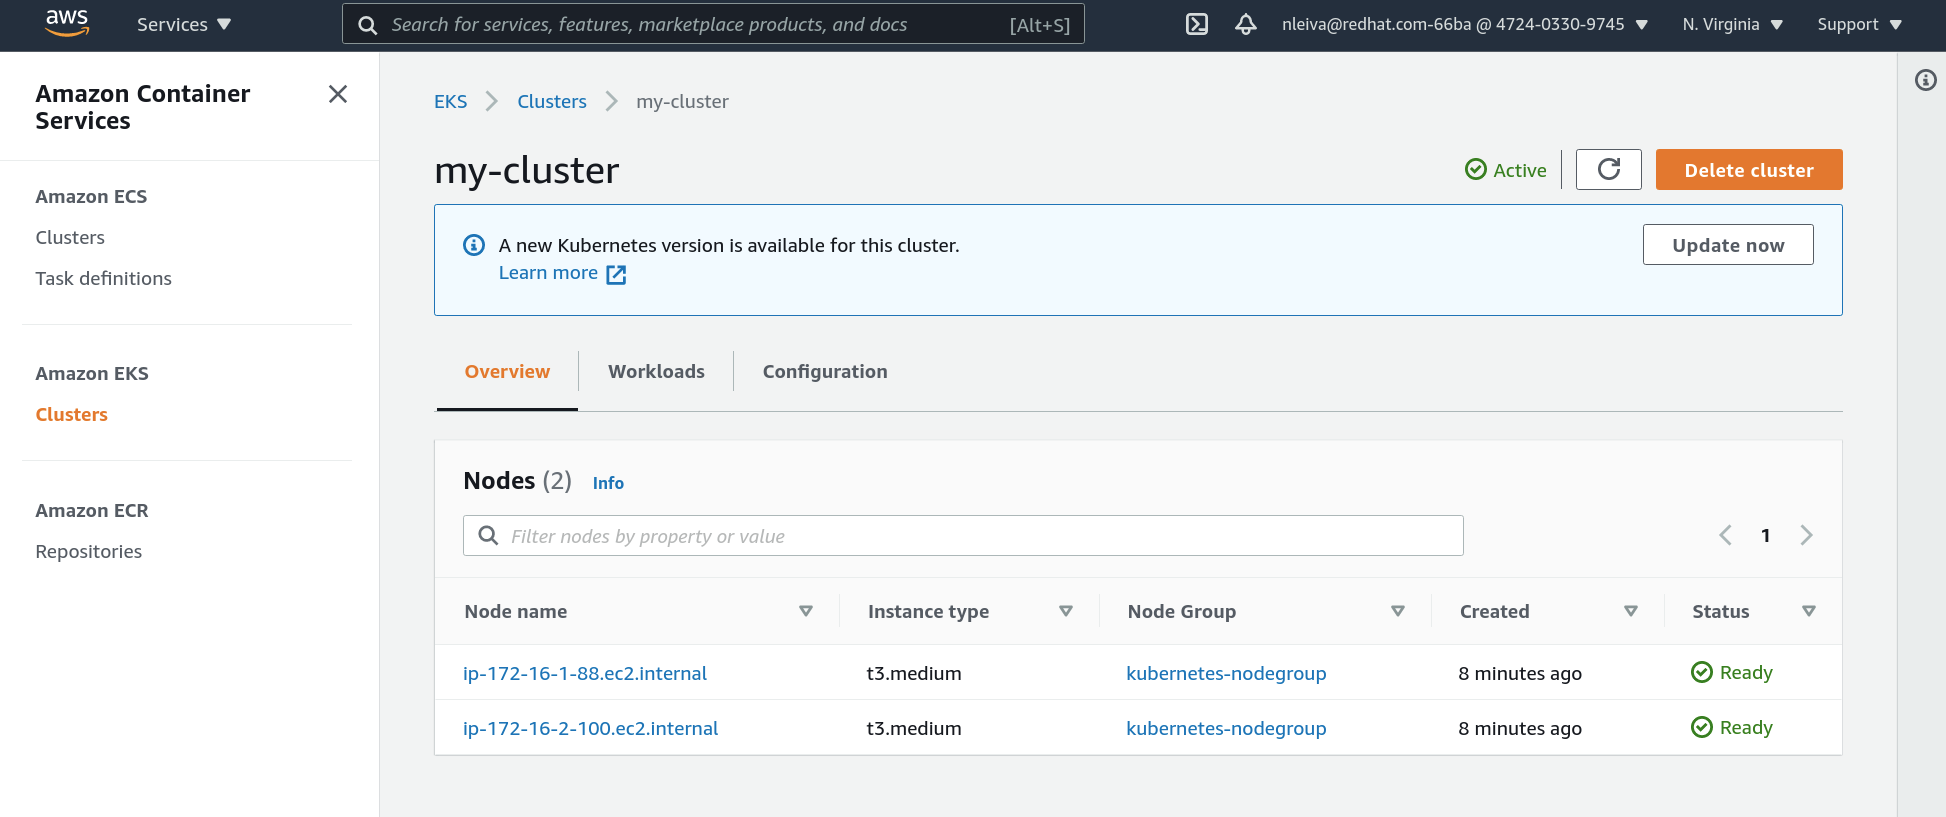 aws
Services
Search for services, features, marketplace products, and docs
[Alt+S]
nleiva@redhat.com-66ba @ 4724-0330-9745
N. Virginia
Support
Amazon Container
Services
Amazon ECS
Clusters
Task definitions
Amazon EKS
Clusters
Amazon ECR
Repositories
EKS
Clusters
my-cluster
my-cluster
Active
Delete cluster
A new Kubernetes version is available for this cluster.
Learn more
Update now
Overview
Workloads
Configuration
Nodes (2)
Info
Filter nodes by property or value
1
Node name
Instance type
Node Group
Created
Status
ip-172-16-1-88.ec2.internal
t3.medium
kubernetes-nodegroup
8 minutes ago
Ready
ip-172-16-2-100.ec2.internal
t3.medium
kubernetes-nodegroup
8 minutes ago
Ready